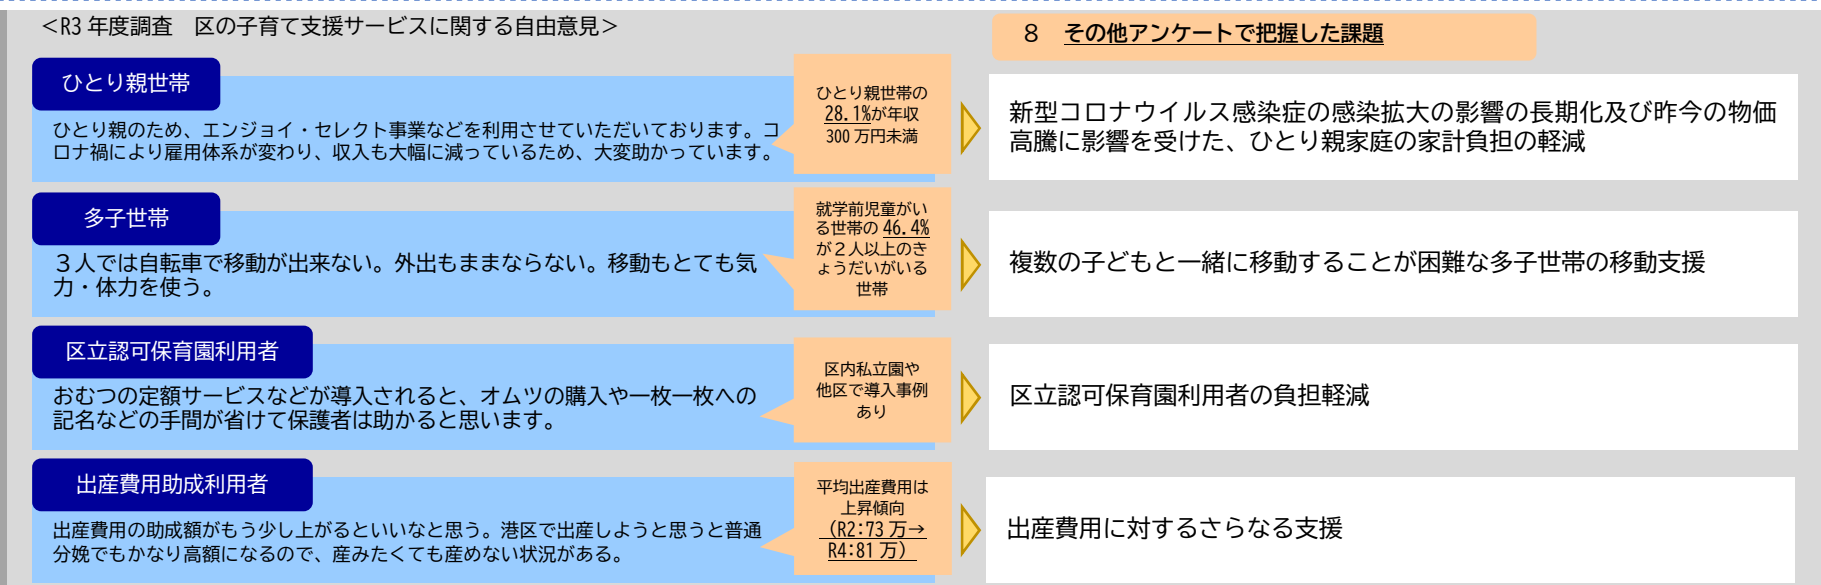 ＜R3 年度調査　区の子育て支援サービスに関する自由意見＞
８　その他アンケートで把握した課題
ひとり親世帯
ひとり親のため、エンジョイ・セレクト事業などを利用させていただいております。コ
ロナ禍により雇用体系が変わり、収入も大幅に減っているため、大変助かっています。
ひとり親世帯の
28.1%が年収
300 万円未満
新型コロナウイルス感染症の感染拡大の影響の長期化及び昨今の物価
高騰に影響を受けた、ひとり親家庭の家計負担の軽減
多子世帯
３人では自転車で移動が出来ない。外出もままならない。移動もとても気
力・体力を使う。
就学前児童がい
る世帯の 46.4%
が２人以上のき
ょうだいがいる
世帯
複数の子どもと一緒に移動することが困難な多子世帯の移動支援
区立認可保育園利用者
おむつの定額サービスなどが導入されると、オムツの購入や一枚一枚への
記名などの手間が省けて保護者は助かると思います。
区内私立園や
他区で導入事例
あり
区立認可保育園利用者の負担軽減
出産費用助成利用者
出産費用の助成額がもう少し上がるといいなと思う。港区で出産しようと思うと普通
分娩でもかなり高額になるので、産みたくても産めない状況がある。
平均出産費用は
上昇傾向
（R2:73 万→
R4:81 万）
出産費用に対するさらなる支援